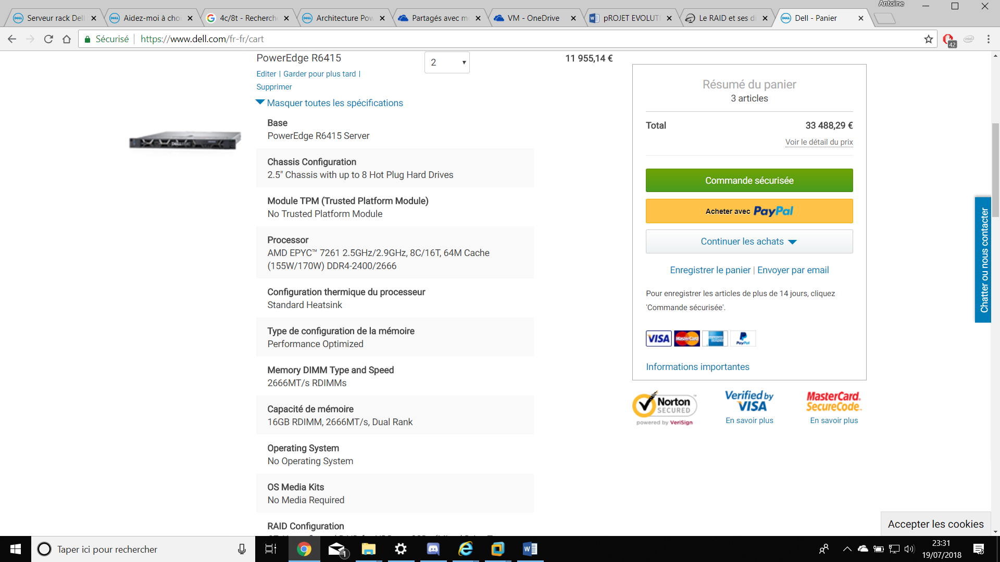 Antoine
Serveur rack Dell
Aidez-moi à choi
4c/8t - Recherch
Architecture Pow
Partagés avec m
VM - OneDrive
pROJET EVOLUTI
Le RAID et ses di
Dell - Panier
Sécurisé
https://www.dell.com/fr-fr/cart
42
PowerEdge R6415
2
11 955,14 €
Editer | Garder pour plus tard |
Supprimer
Masquer toutes les spécifications
Base
PowerEdge R6415 Server
Chassis Configuration
2.5" Chassis with up to 8 Hot Plug Hard Drives
Module TPM (Trusted Platform Module)
No Trusted Platform Module
Processor
AMD EPYC™ 7261 2.5GHz/2.9GHz, 8C/16T, 64M Cache
(155W/170W) DDR4-2400/2666
Configuration thermique du processeur
Standard Heatsink
Type de configuration de la mémoire
Performance Optimized
Memory DIMM Type and Speed
2666MT/s RDIMMs
Capacité de mémoire
16GB RDIMM, 2666MT/s, Dual Rank
Operating System
No Operating System
OS Media Kits
No Media Required
RAID Configuration
Résumé du panier
3 articles
Total
33 488,29 €
Voir le détail du prix
Commande sécurisée
Acheter avec PayPal
Continuer les achats
Enregistrer le panier | Envoyer par email
Pour enregistrer les articles de plus de 14 jours, cliquez
'Commande sécurisée'.
VISA MasterCard PayPal
Informations importantes
Norton
SECURED
powered by VeriSign
Verified by
VISA
En savoir plus
MasterCard.
SecureCode.
En savoir plus
Chatter ou nous contacter
Accepter les cookies
Taper ici pour rechercher
1
23:31
19/07/2018